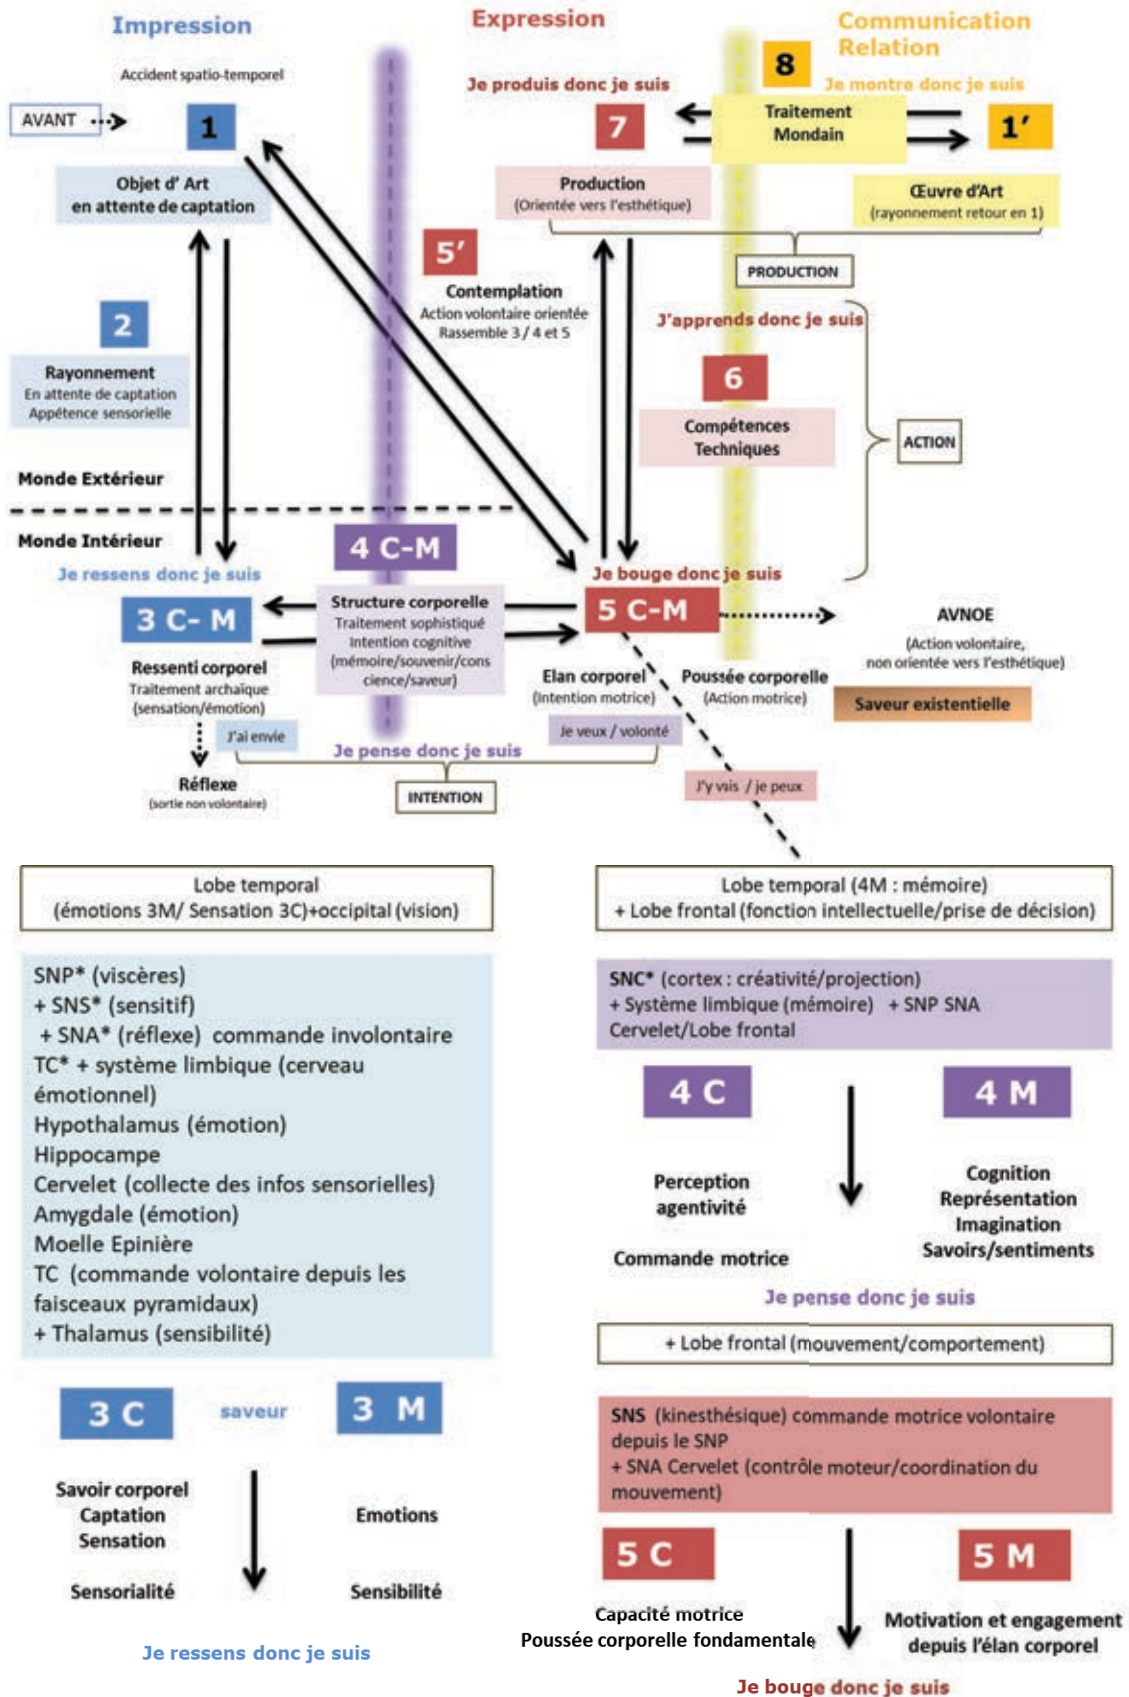 Impression
Expression
Communication
Relation
Accident spatio-temporel
AVANT
1
8
Je produis donc je suis
Je montre donc je suis
7
Traitement
Mondain
1’
Objet d’ Art
en attente de captation
Production
(Orientée vers l’esthétique)
Œuvre d’Art
(rayonnement retour en 1)
PRODUCTION
5’
Contemplation
Action volontaire orientée
Rassemble 3 / 4 et 5
2
Rayonnement
En attente de captation
Appétence sensorielle
J’apprends donc je suis
6
Compétences
Techniques
ACTION
Monde Extérieur
Monde Intérieur
4 C-M
Je ressens donc je suis
Je bouge donc je suis
3 C- M
Structure corporelle
Traitement sophistiqué
Intention cognitive
(mémoire/souvenir/cons
cience/saveur)
5 C-M
AVNOE
(Action volontaire,
non orientée vers l’esthétique)
Saveur existentielle
Ressenti corporel
Traitement archaïque
(sensation/émotion)
Elan corporel
(Intention motrice)
Poussée corporelle
(Action motrice)
J’ai envie
Je veux / volonté
Je pense donc je suis
Réflexe
(sortie non volontaire)
INTENTION
J’y vais / je peux
Lobe temporal
(émotions 3M/ Sensation 3C)+occipital (vision)
SNP* (viscères)
+ SNS* (sensitif)
+ SNA* (réflexe) commande involontaire
TC* + système limbique (cerveau
émotionnel)
Hypothalamus (émotion)
Hippocampe
Cervelet (collecte des infos sensorielles)
Amygdale (émotion)
Moelle Epinière
TC (commande volontaire depuis les
faisceaux pyramidaux)
+ Thalamus (sensibilité)
3 C
saveur
3 M
Savoir corporel
Captation
Sensation
Sensorialité
Emotions
Sensibilité
Je ressens donc je suis
Lobe temporal (4M : mémoire)
+ Lobe frontal (fonction intellectuelle/prise de décision)
SNC* (cortex : créativité/projection)
+ Système limbique (mémoire) + SNP SNA
Cervelet/Lobe frontal
4 C
4 M
Perception
agentivité
Commande motrice
Cognition
Représentation
Imagination
Savoirs/sentiments
Je pense donc je suis
+ Lobe frontal (mouvement/comportement)
SNS (kinesthésique) commande motrice volontaire
depuis le SNP
+ SNA Cervelet (contrôle moteur/coordination du
mouvement)
5 C
5 M
Capacité motrice
Poussée corporelle fondamentale
Motivation et engagement
depuis l’élan corporel
Je bouge donc je suis